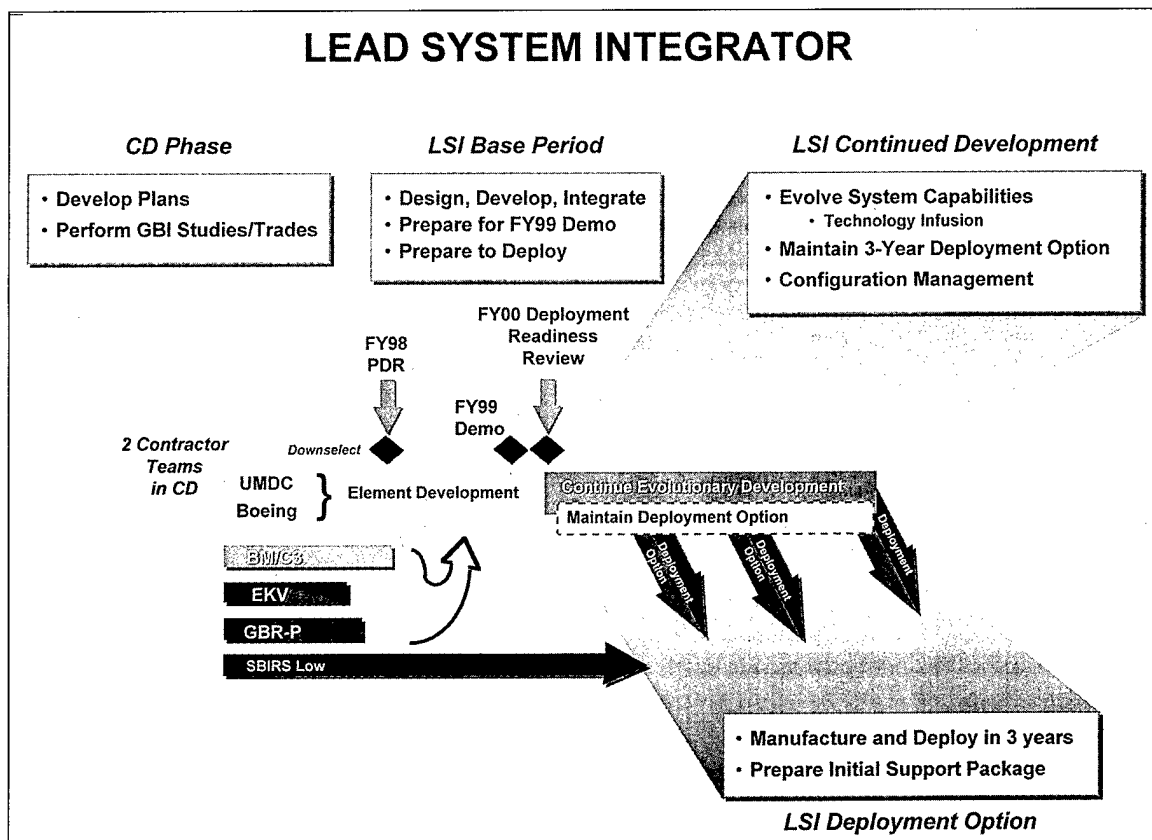 LEAD SYSTEM INTEGRATOR
CD Phase
• Develop Plans
• Perform GBI Studies/Trades
LSI Base Period
• Design, Develop, Integrate
• Prepare for FY99 Demo
• Prepare to Deploy
LSI Continued Development
• Evolve System Capabilities
• Technology Infusion
• Maintain 3-Year Deployment Option
• Configuration Management
FY98
PDR
FY99
Demo
FY00 Deployment
Readiness
Review
2 Contractor
Teams
in CD
Downselect
UMDC
Boeing
Element Development
Continue Evolutionary Development
Maintain Deployment Option
Deployment
Option
Deployment
Option
Deployment
BM/C3
EKV
GBR-P
SBIRS Low
• Manufacture and Deploy in 3 years
• Prepare Initial Support Package
LSI Deployment Option